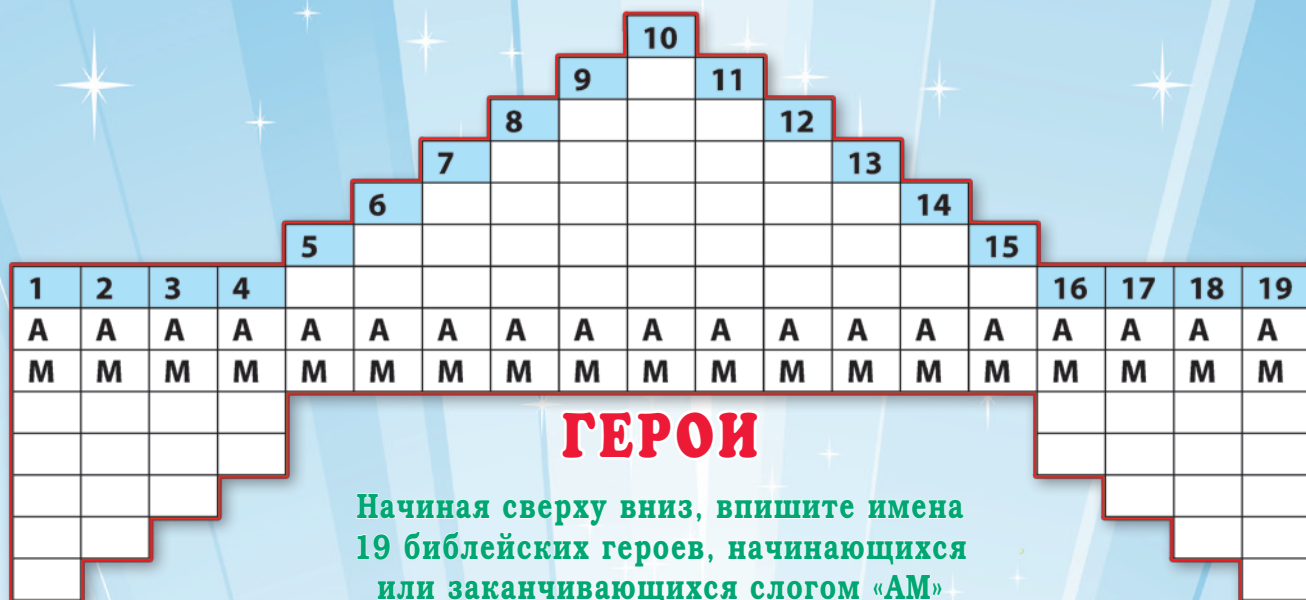 10
9 11
8 12
7 13
6 14
5 15
1 2 3 4 16 17 18 19
А А А А А А А А А А А А А А А А А А А
М М М М М М М М М М М М М М М М М М М
ГЕРОИ
Начиная сверху вниз, впишите имена
19 библейских героев, начинающихся
или заканчивающихся слогом «АМ»